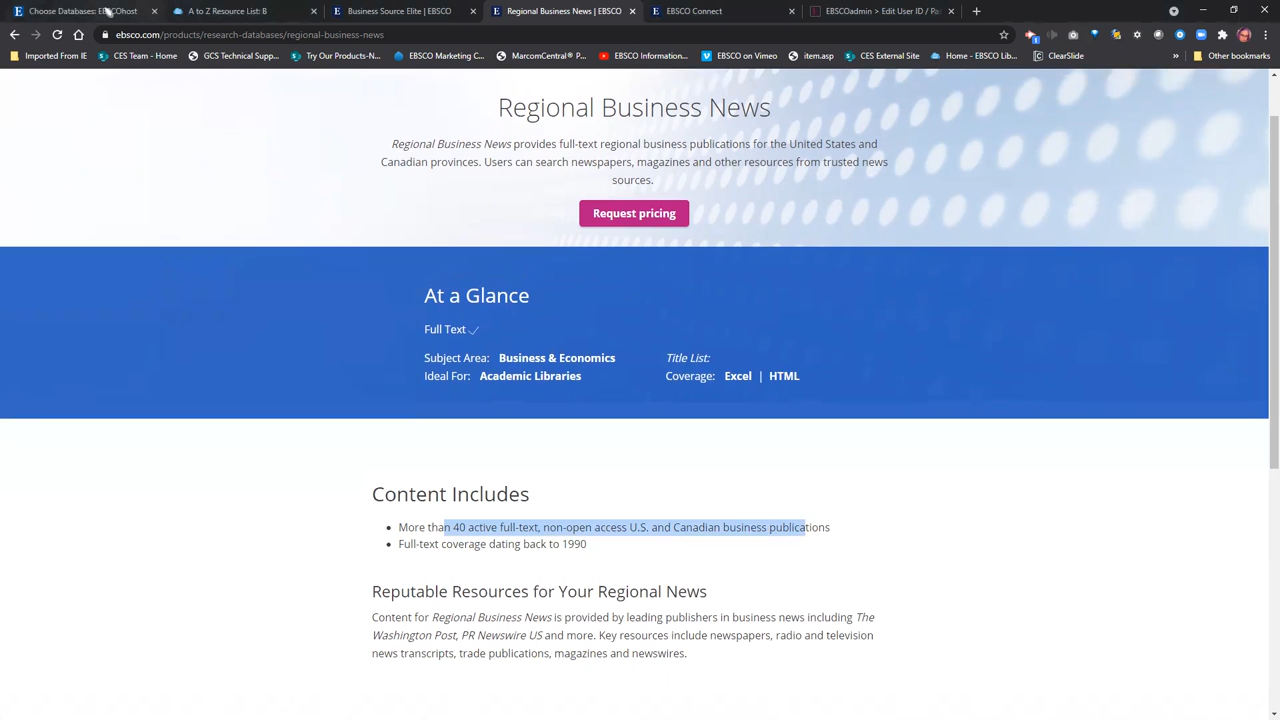 Choose Databases: EBSCOhost
A to Z Resource List: B
Business Source Elite | EBSCO
Regional Business News | EBSCO
EBSCO Connect
EBSCOadmin > Edit User ID / Pa
ebsco.com/products/research-databases/regional-business-news
Imported From IE
CES Team - Home
GCS Technical Supp...
Try Our Products-No...
EBSCO Marketing C...
MarcomCentral® -...
EBSCO Information...
EBSCO on Vimeo
item.asp
CES External Site
Home - EBSCO Lib...
ClearSlide
»
Other bookmarks
Regional Business News
Regional Business News provides full-text regional business publications for the United States and
Canadian provinces. Users can search newspapers, magazines and other resources from trusted news
sources.
Request pricing
At a Glance
Full Text
Subject Area: Business & Economics
Title List:
Ideal For: Academic Libraries
Coverage: Excel | HTML
Content Includes
More than 40 active full-text, non-open access U.S. and Canadian business publications
Full-text coverage dating back to 1990
Reputable Resources for Your Regional News
Content for Regional Business News is provided by leading publishers in business news including The
Washington Post, PR Newswire US and more. Key resources include newspapers, radio and television
news transcripts, trade publications, magazines and newswires.